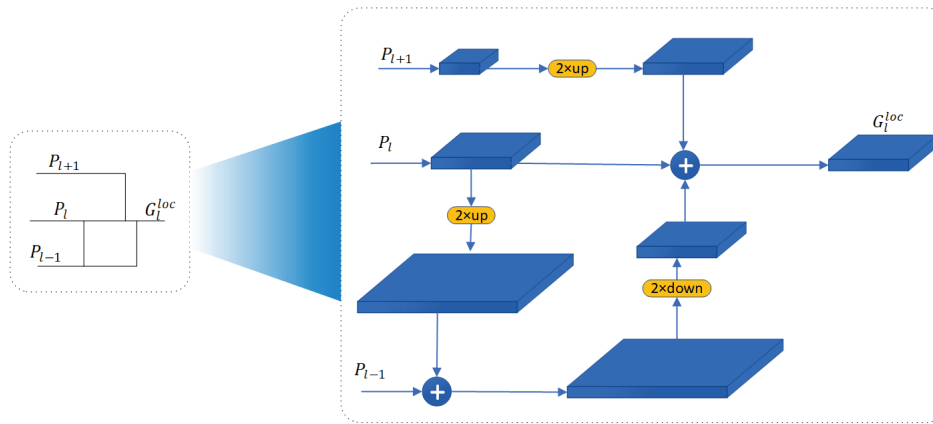 P_{l+1}
P_l
G_l^{loc}
P_{l-1}
P_{l+1}
2×up
P_l
G_l^{loc}
+
2×up
2×down
P_{l-1}
+